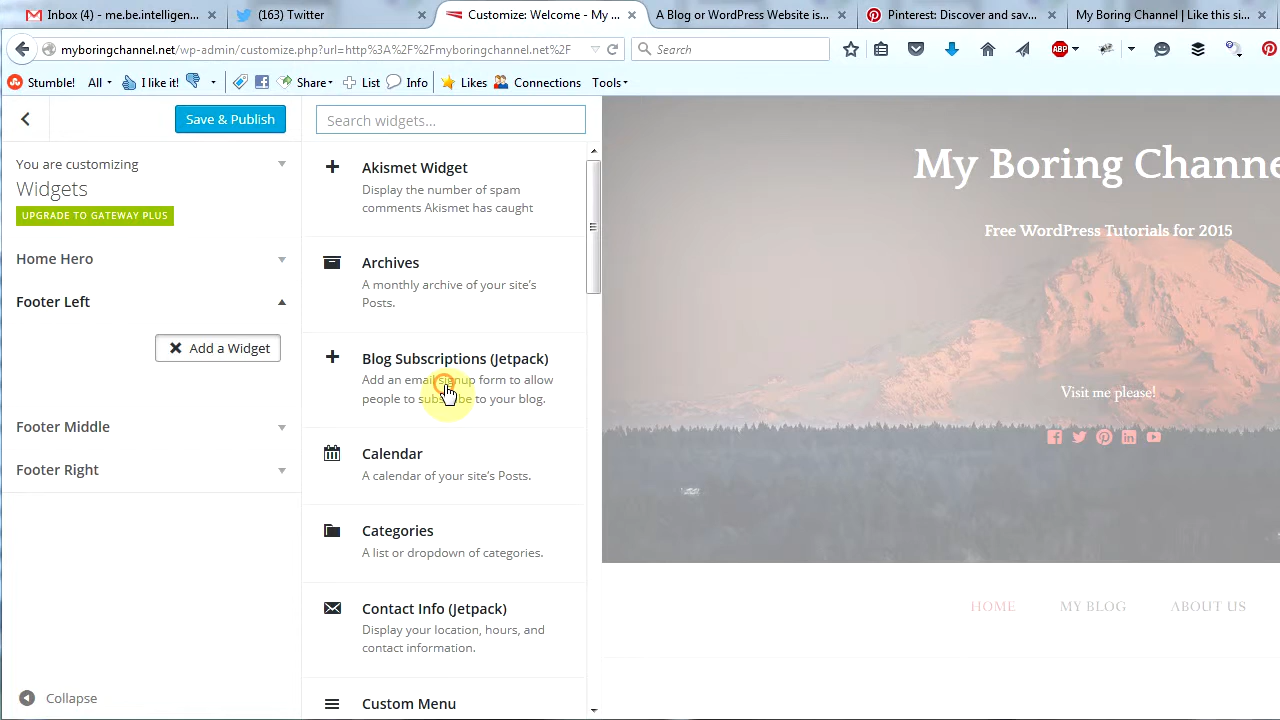 Inbox (4) - me.be.intelligen...
(163) Twitter
Customize: Welcome - My ...
A Blog or WordPress Website is...
Pinterest: Discover and sav...
My Boring Channel | Like this si...
myboringchannel.net/wp-admin/customize.php?url=http%3A%2F%2Fmyboringchannel.net%2F
Search
ABP
Stumble!
All
I like it!
Share
List
Info
Likes
Connections
Tools
Save & Publish
You are customizing
Widgets
UPGRADE TO GATEWAY PLUS
Home Hero
Footer Left
Add a Widget
Footer Middle
Footer Right
Collapse
Search widgets...
Akismet Widget
Display the number of spam
comments Akismet has caught
Archives
A monthly archive of your site's
Posts.
Blog Subscriptions (Jetpack)
Add an email signup form to allow
people to subscribe to your blog.
Calendar
A calendar of your site's Posts.
Categories
A list or dropdown of categories.
Contact Info (Jetpack)
Display your location, hours, and
contact information.
Custom Menu
My Boring Channe
Free WordPress Tutorials for 2015
Visit me please!
HOME
MY BLOG
ABOUT US